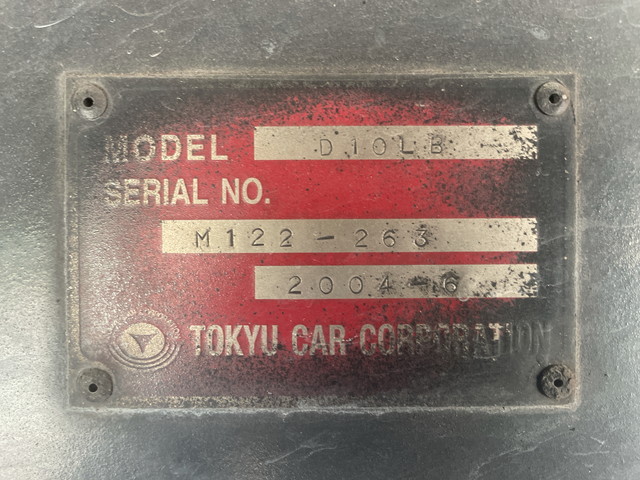 MODEL D10LB
SERIAL NO.
M122-263
2004-6
TOKYU CAR CORPORATION